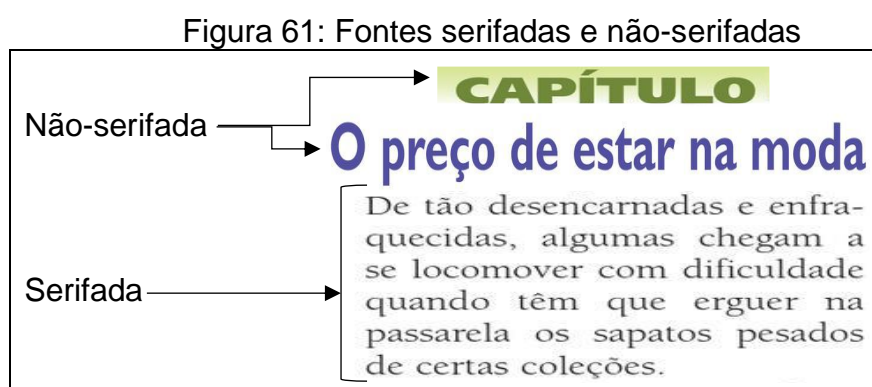 Figura 61: Fontes serifadas e não-serifadas
CAPÍTULO
Não-serifada
O preço de estar na moda
De tão desencarnadas e enfra-
quecidas, algumas chegam a
se locomover com dificuldade
Serifada
quando têm que erguer na
passarela os sapatos pesados
de certas coleções.